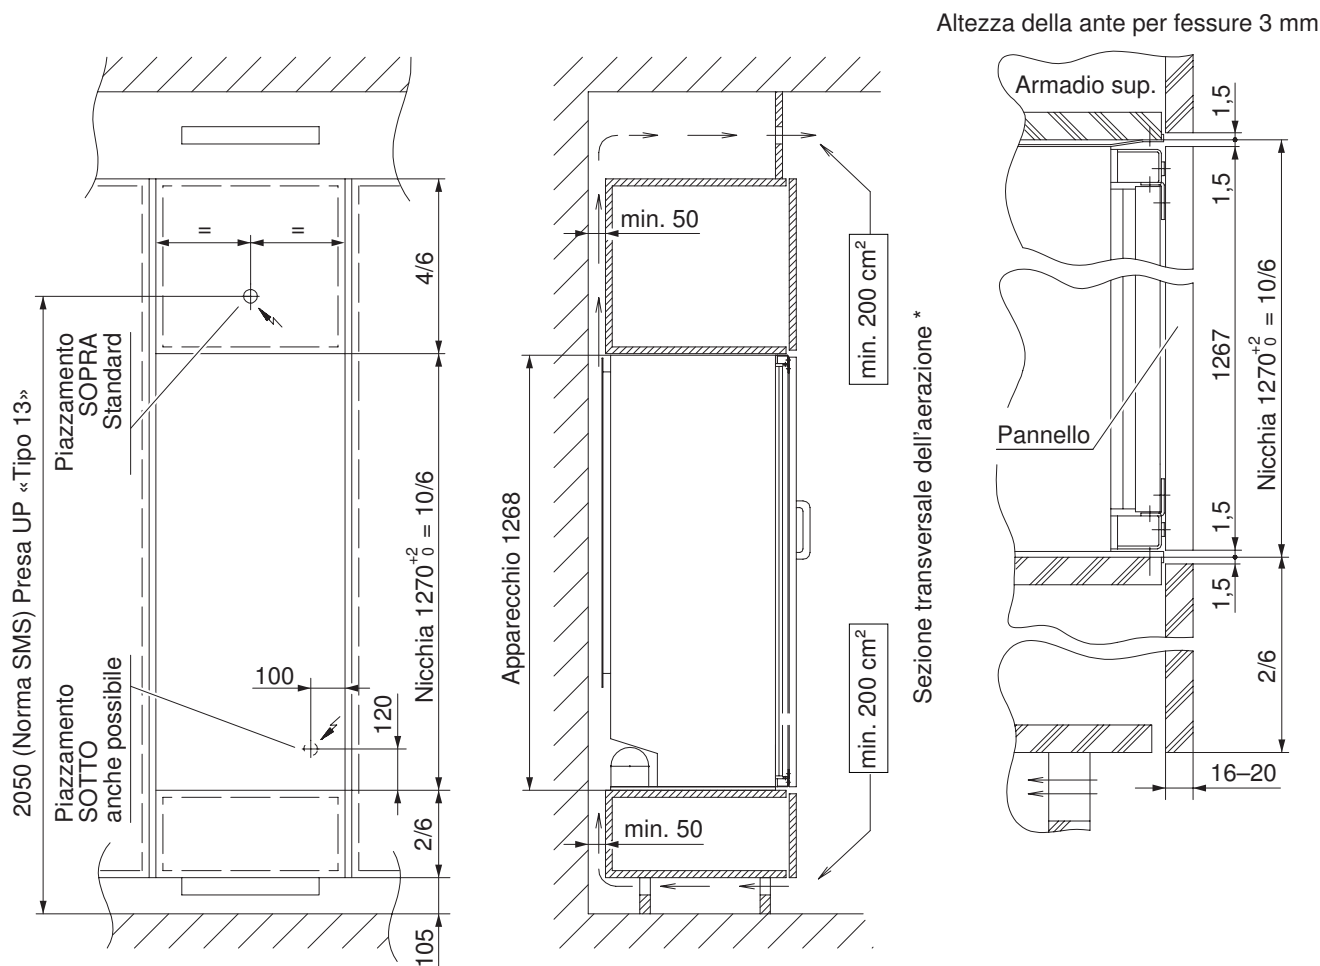 Altezza della ante per fessure 3 mm
2050 (Norma SMS) Presa UP «Tipo 13»
Piazzamento
SOPRA
Standard
Piazzamento
SOTTO
anche possibile
=
=
4/6
Nicchia 1270 +2 0 = 10/6
100
120
2/6
105
min. 50
Apparecchio 1268
min. 50
min. 200 cm²
min. 200 cm²
Sezione transversale dell'aerazione *
Armadio sup.
1,5
1,5
1267
Nicchia 1270 +2 0 = 10/6
Pannello
1,5
1,5
2/6
16–20